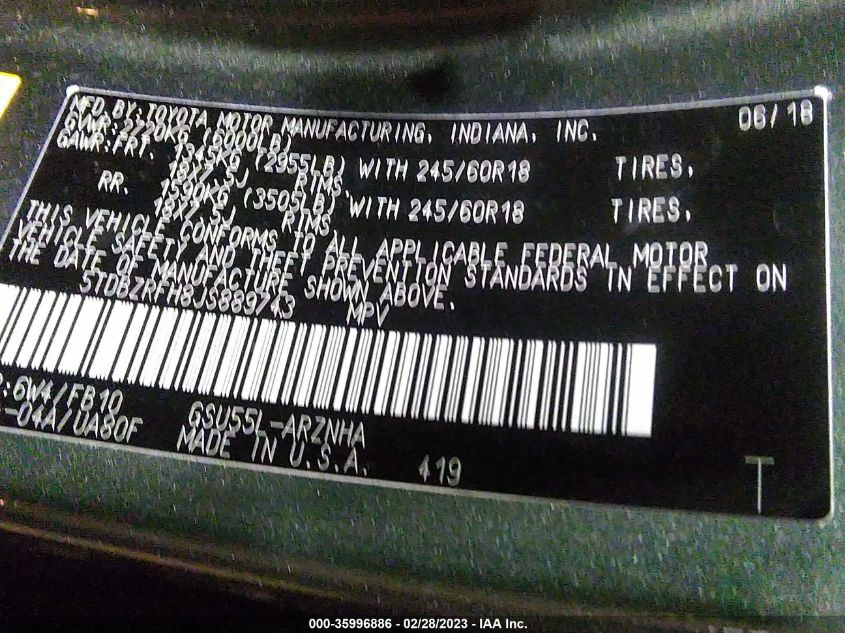 MFD BY: TOYOTA MOTOR MANUFACTURING, INDIANA, INC. 06/18
GVWR: 2720KG (6000LB)
GAWR: FRT. 1345KG (2955LB) WITH 245/60R18 TIRES,
18X7.5J RIMS,
RR. 1590KG (3505LB) WITH 245/60R18 TIRES.
18X7.5J RIMS,
THIS VEHICLE CONFORMS TO ALL APPLICABLE FEDERAL MOTOR
VEHICLE SAFETY AND THEFT PREVENTION STANDARDS IN EFFECT ON
THE DATE OF MANUFACTURE SHOWN ABOVE.
5TDBZRFH8JS889743 MPV
:6W4/FB10 GSU55L-ARZNHA
-04A/UA80F MADE IN U.S.A. 419
T
000-35996886 - 02/28/2023 - IAA Inc.